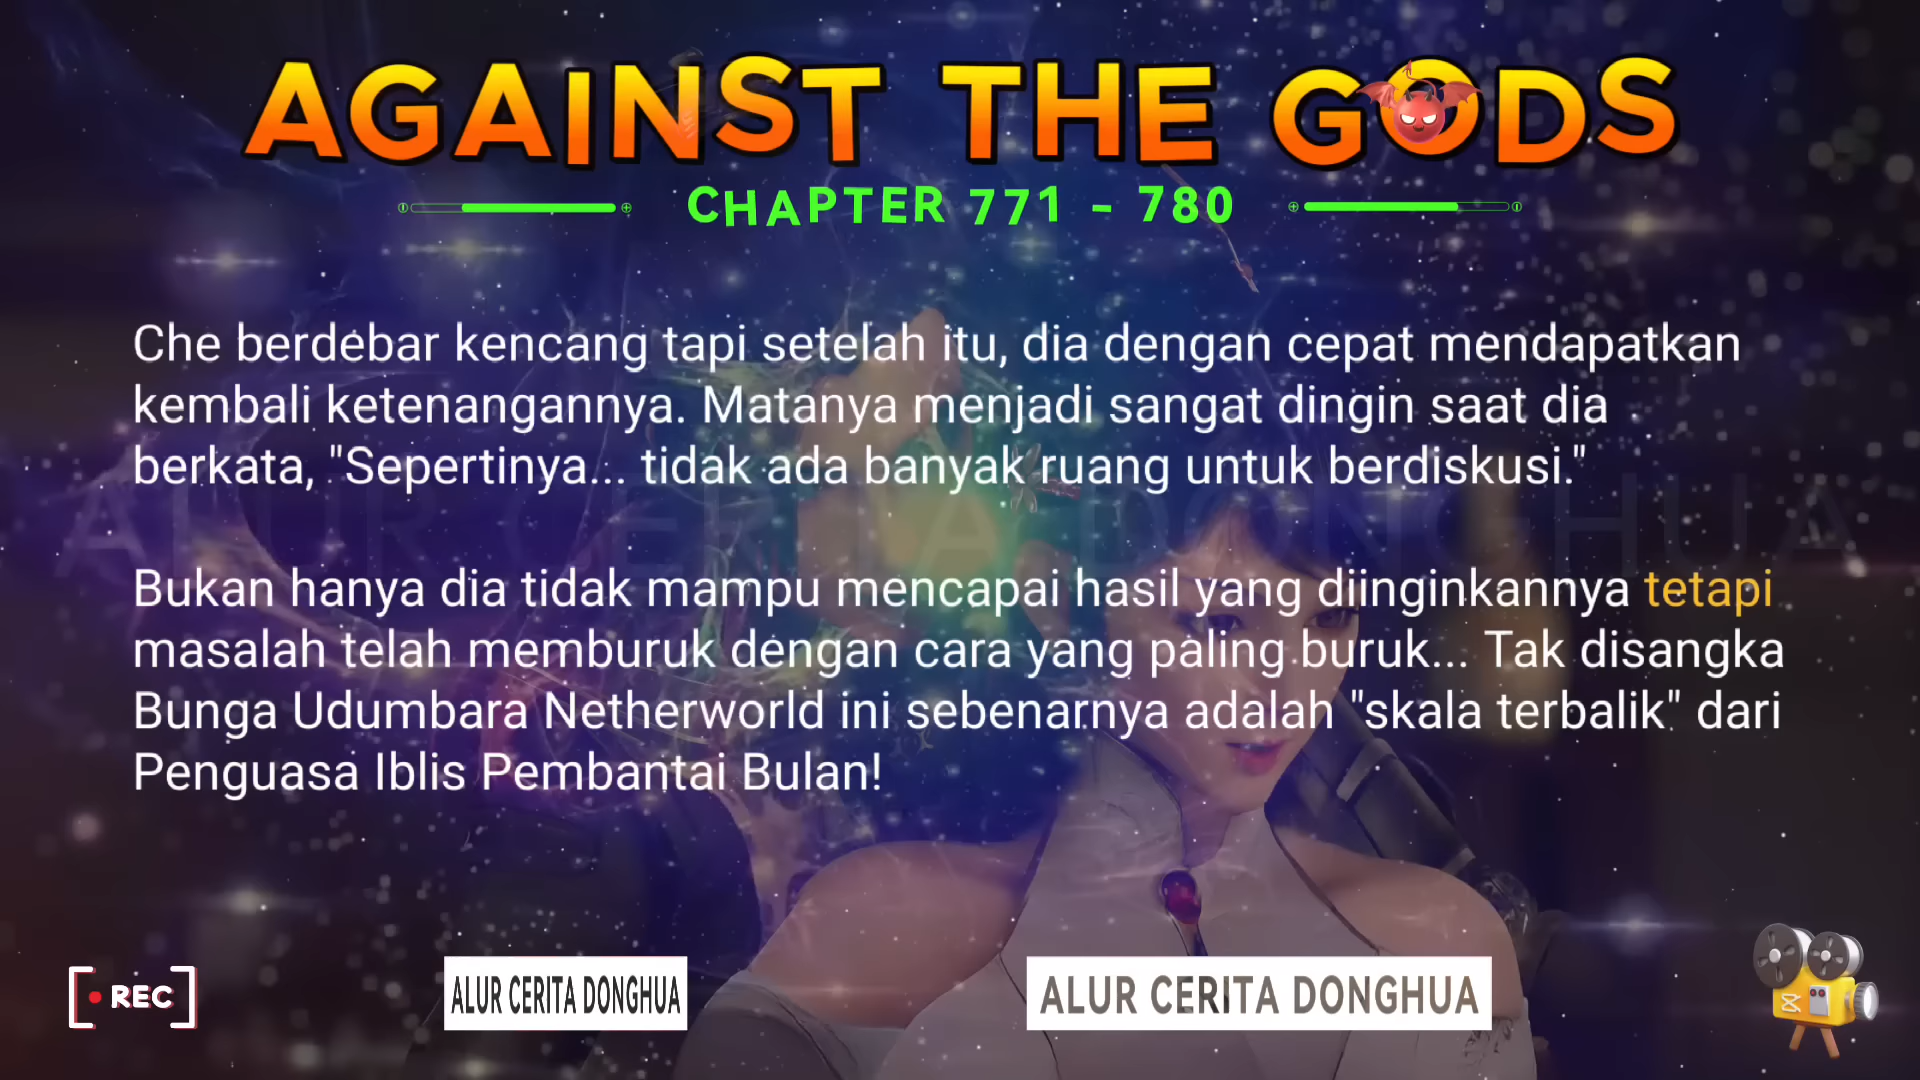 AGAINST THE GODS
CHAPTER 771 - 780
Che berdebar kencang tapi setelah itu, dia dengan cepat mendapatkan
kembali ketenangannya. Matanya menjadi sangat dingin saat dia
berkata, "Sepertinya... tidak ada banyak ruang untuk berdiskusi."
ALUR CERITA DONGHUA
Bukan hanya dia tidak mampu mencapai hasil yang diinginkannya tetapi
masalah telah memburuk dengan cara yang paling buruk... Tak disangka
Bunga Udumbara Netherworld ini sebenarnya adalah "skala terbalik" dari
Penguasa Iblis Pembantai Bulan!
REC
ALUR CERITA DONGHUA
ALUR CERITA DONGHUA